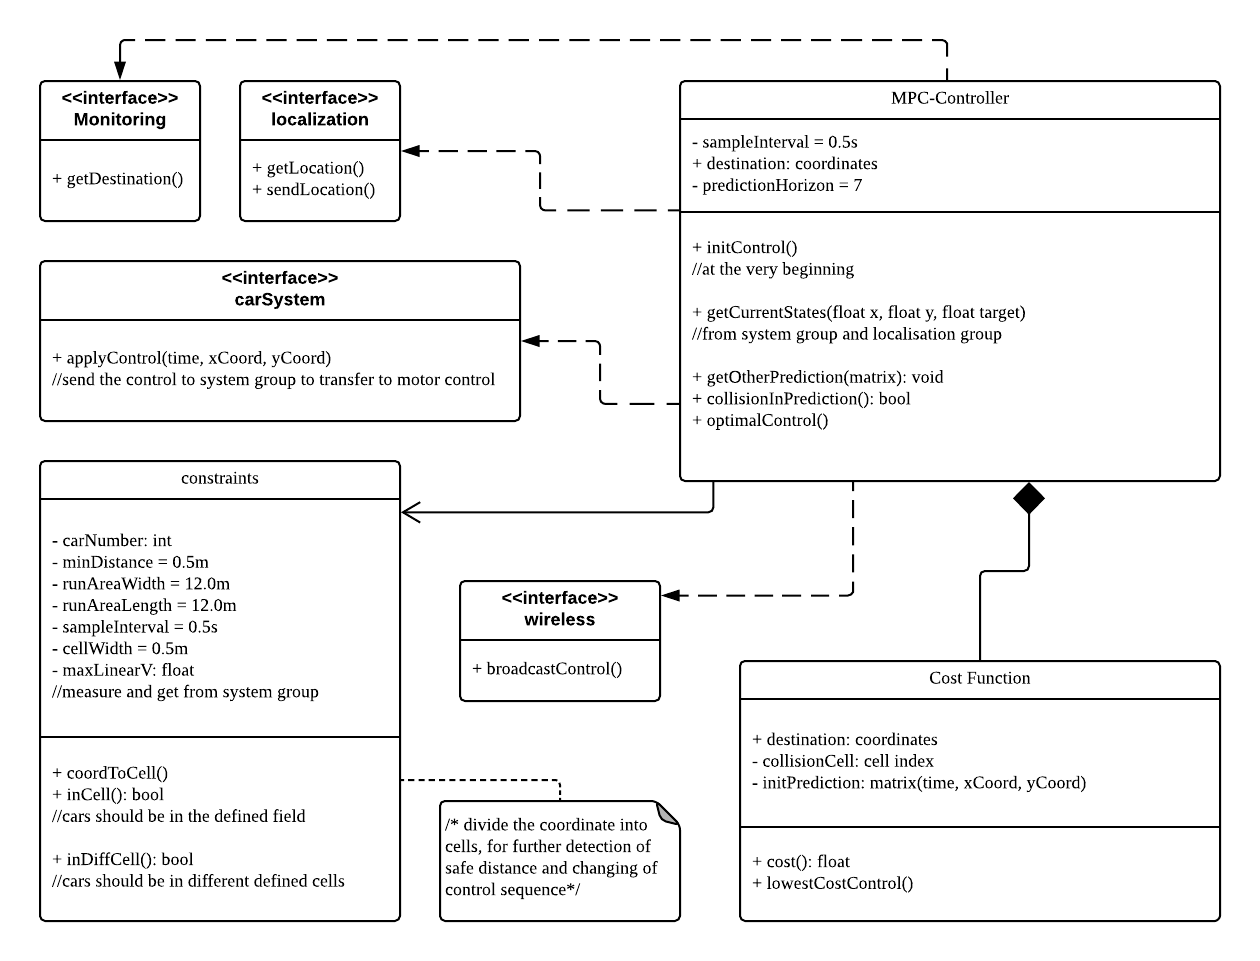 <<interface>>
Monitoring
+ getDestination()
<<interface>>
localization
+ getLocation()
+ sendLocation()
MPC-Controller
- sampleInterval = 0.5s
+ destination: coordinates
- predictionHorizon = 7
+ initControl()
//at the very beginning
+ getCurrentStates(float x, float y, float target)
//from system group and localisation group
+ getOtherPrediction(matrix): void
+ collisionInPrediction(): bool
+ optimalControl()
<<interface>>
carSystem
+ applyControl(time, xCoord, yCoord)
//send the control to system group to transfer to motor control
constraints
- carNumber: int
- minDistance = 0.5m
- runAreaWidth = 12.0m
- runAreaLength = 12.0m
- sampleInterval = 0.5s
- cellWidth = 0.5m
- maxLinearV: float
//measure and get from system group
+ coordToCell()
+ inCell(): bool
//cars should be in the defined field
+ inDiffCell(): bool
//cars should be in different defined cells
<<interface>>
wireless
+ broadcastControl()
/* divide the coordinate into
cells, for further detection of
safe distance and changing of
control sequence*/
Cost Function
+ destination: coordinates
- collisionCell: cell index
- initPrediction: matrix(time, xCoord, yCoord)
+ cost(): float
+ lowestCostControl()